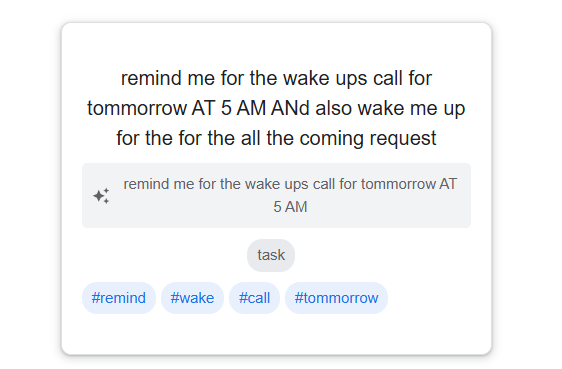 remind me for the wake ups call for
tommorrow AT 5 AM ANd also wake me up
for the for the all the coming request
remind me for the wake ups call for tommorrow AT
5 AM
task
#remind #wake #call #tommorrow